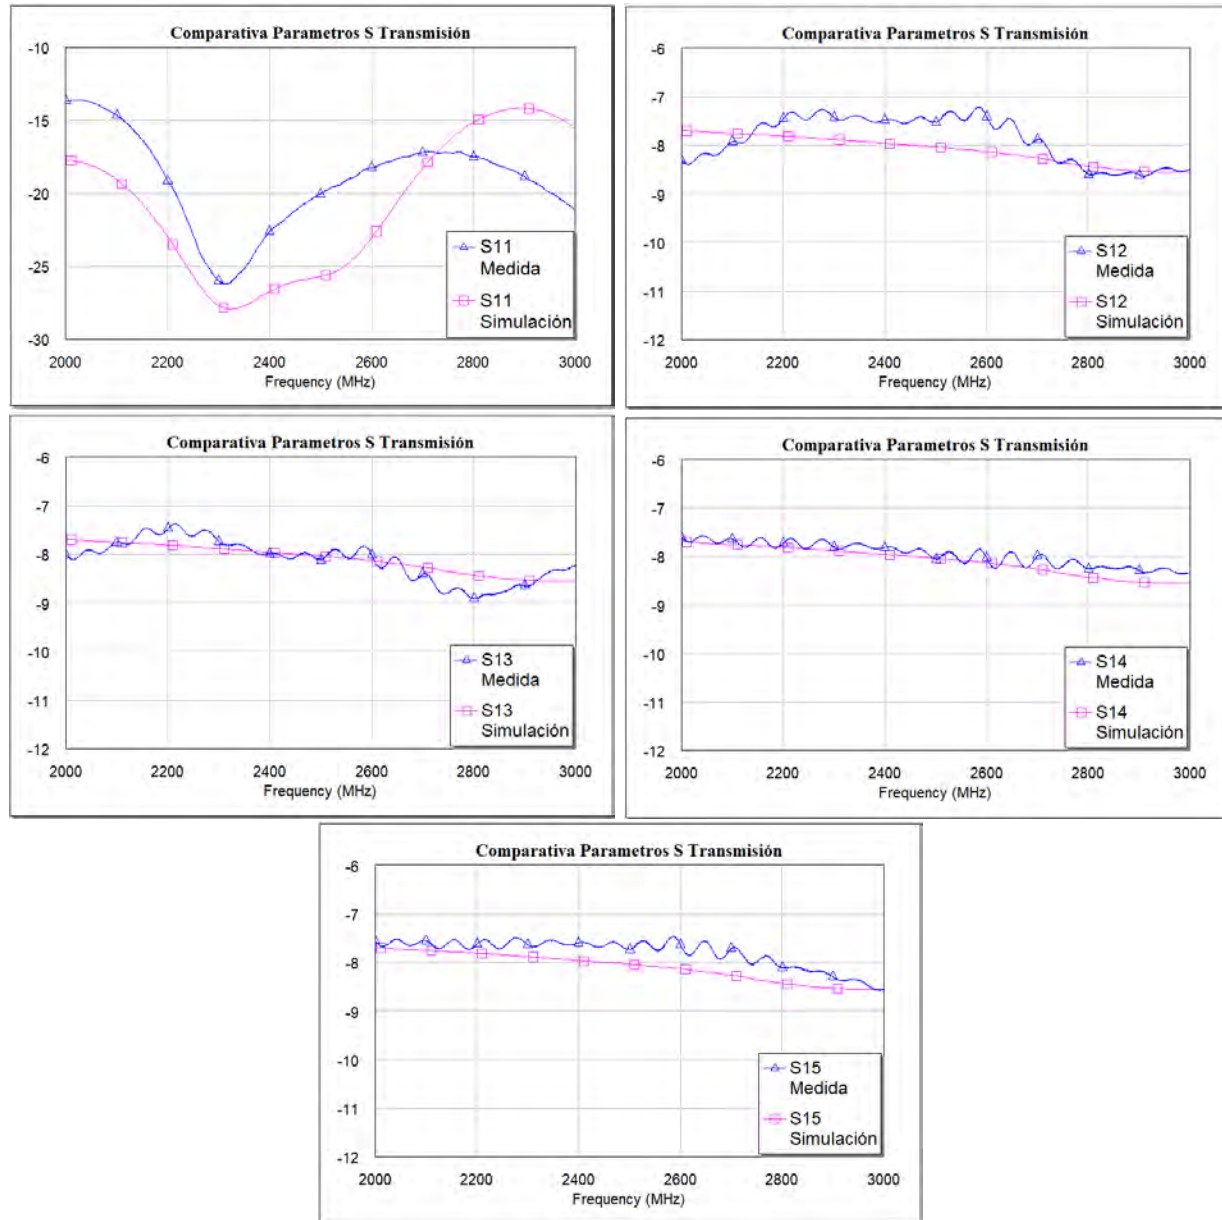 Comparativa Parametros S Transmisión
-10
-15
-20
-25
-30
2000 2200 2400 2600 2800 3000
Frequency (MHz)
S11
Medida
S11
Simulación
Comparativa Parametros S Transmisión
-6
-7
-8
-9
-10
-11
-12
2000 2200 2400 2600 2800 3000
Frequency (MHz)
S12
Medida
S12
Simulación
Comparativa Parametros S Transmisión
-6
-7
-8
-9
-10
-11
-12
2000 2200 2400 2600 2800 3000
Frequency (MHz)
S13
Medida
S13
Simulación
Comparativa Parametros S Transmisión
-6
-7
-8
-9
-10
-11
-12
2000 2200 2400 2600 2800 3000
Frequency (MHz)
S14
Medida
S14
Simulación
Comparativa Parametros S Transmisión
-6
-7
-8
-9
-10
-11
-12
2000 2200 2400 2600 2800 3000
Frequency (MHz)
S15
Medida
S15
Simulación